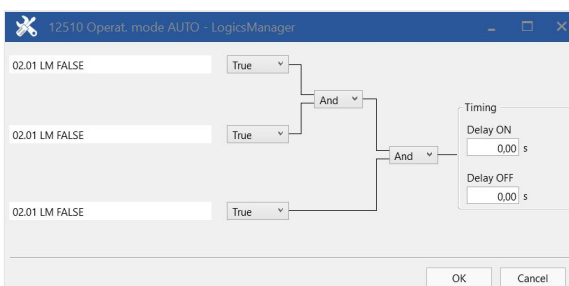 12510 Operat. mode AUTO - LogicsManager
02.01 LM FALSE True
And
Timing
Delay ON
02.01 LM FALSE True
0,00 s
And
Delay OFF
0,00 s
02.01 LM FALSE True
OK Cancel